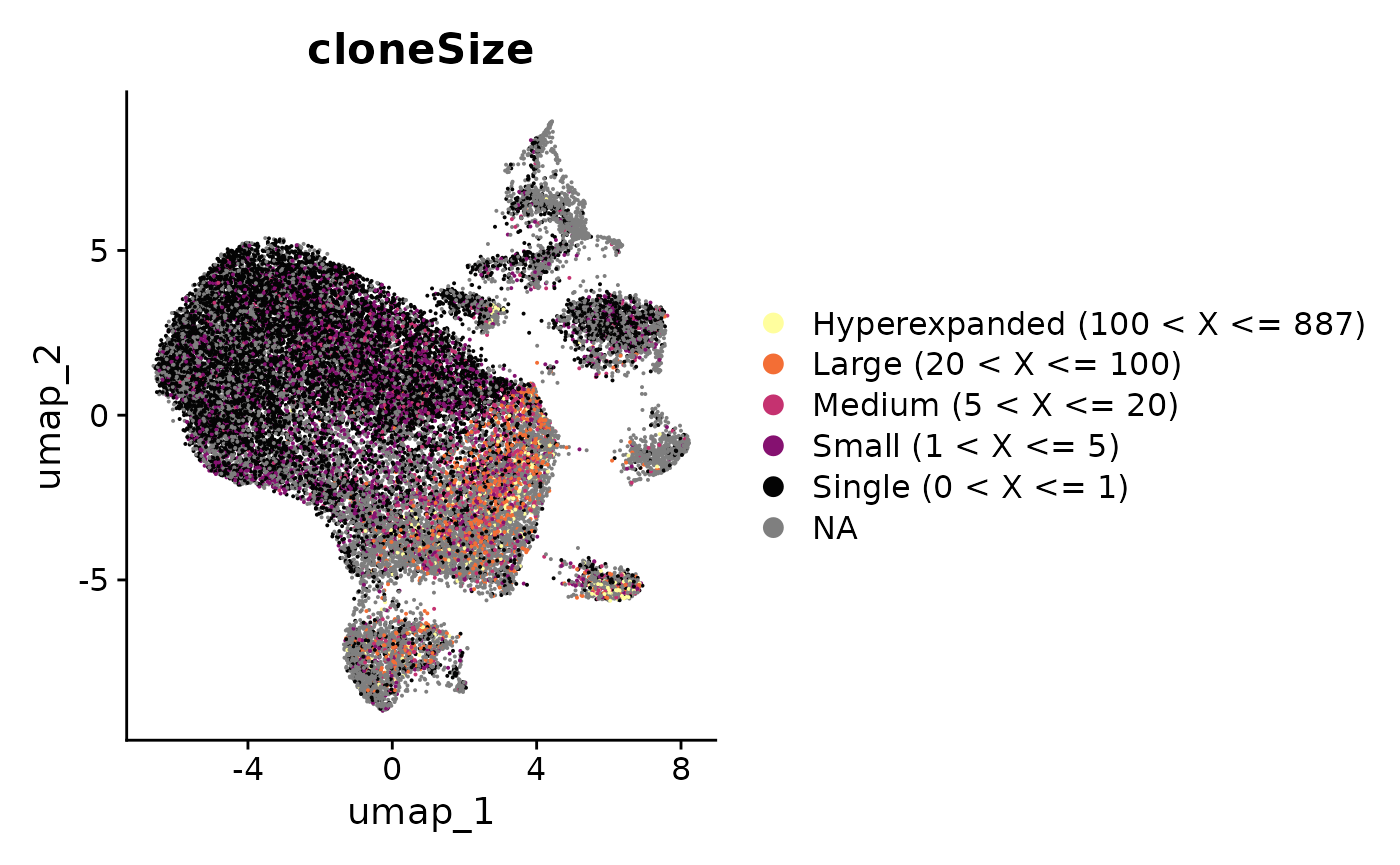 cloneSize
umap_2
5
0
-5
-4
0
4
8
umap_1
Hyperexpanded (100 < X <= 887)
Large (20 < X <= 100)
Medium (5 < X <= 20)
Small (1 < X <= 5)
Single (0 < X <= 1)
NA